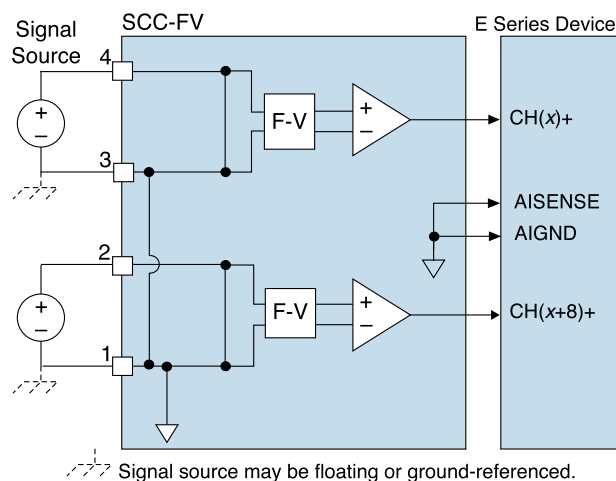 SCC-FV
E Series Device
Signal
Source
4
+
−
F-V
+
−
CH(x)+
3
AISENSE
AIGND
2
+
−
F-V
+
−
CH(x+8)+
1
Signal source may be floating or ground-referenced.